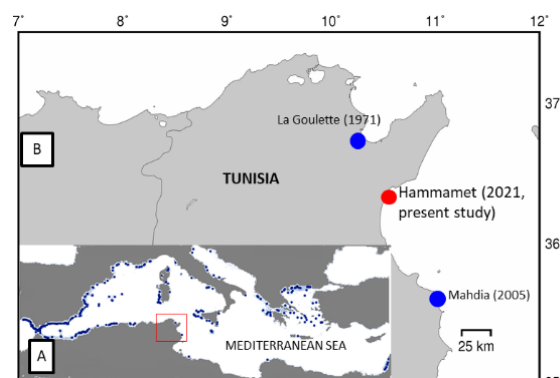 7˚ 8˚ 9˚ 10˚ 11˚ 12˚
37
La Goulette (1971)
B
TUNISIA
Hammamet (2021,
present study)
36
Mahdia (2005)
MEDITERRANEAN SEA
A
25 km